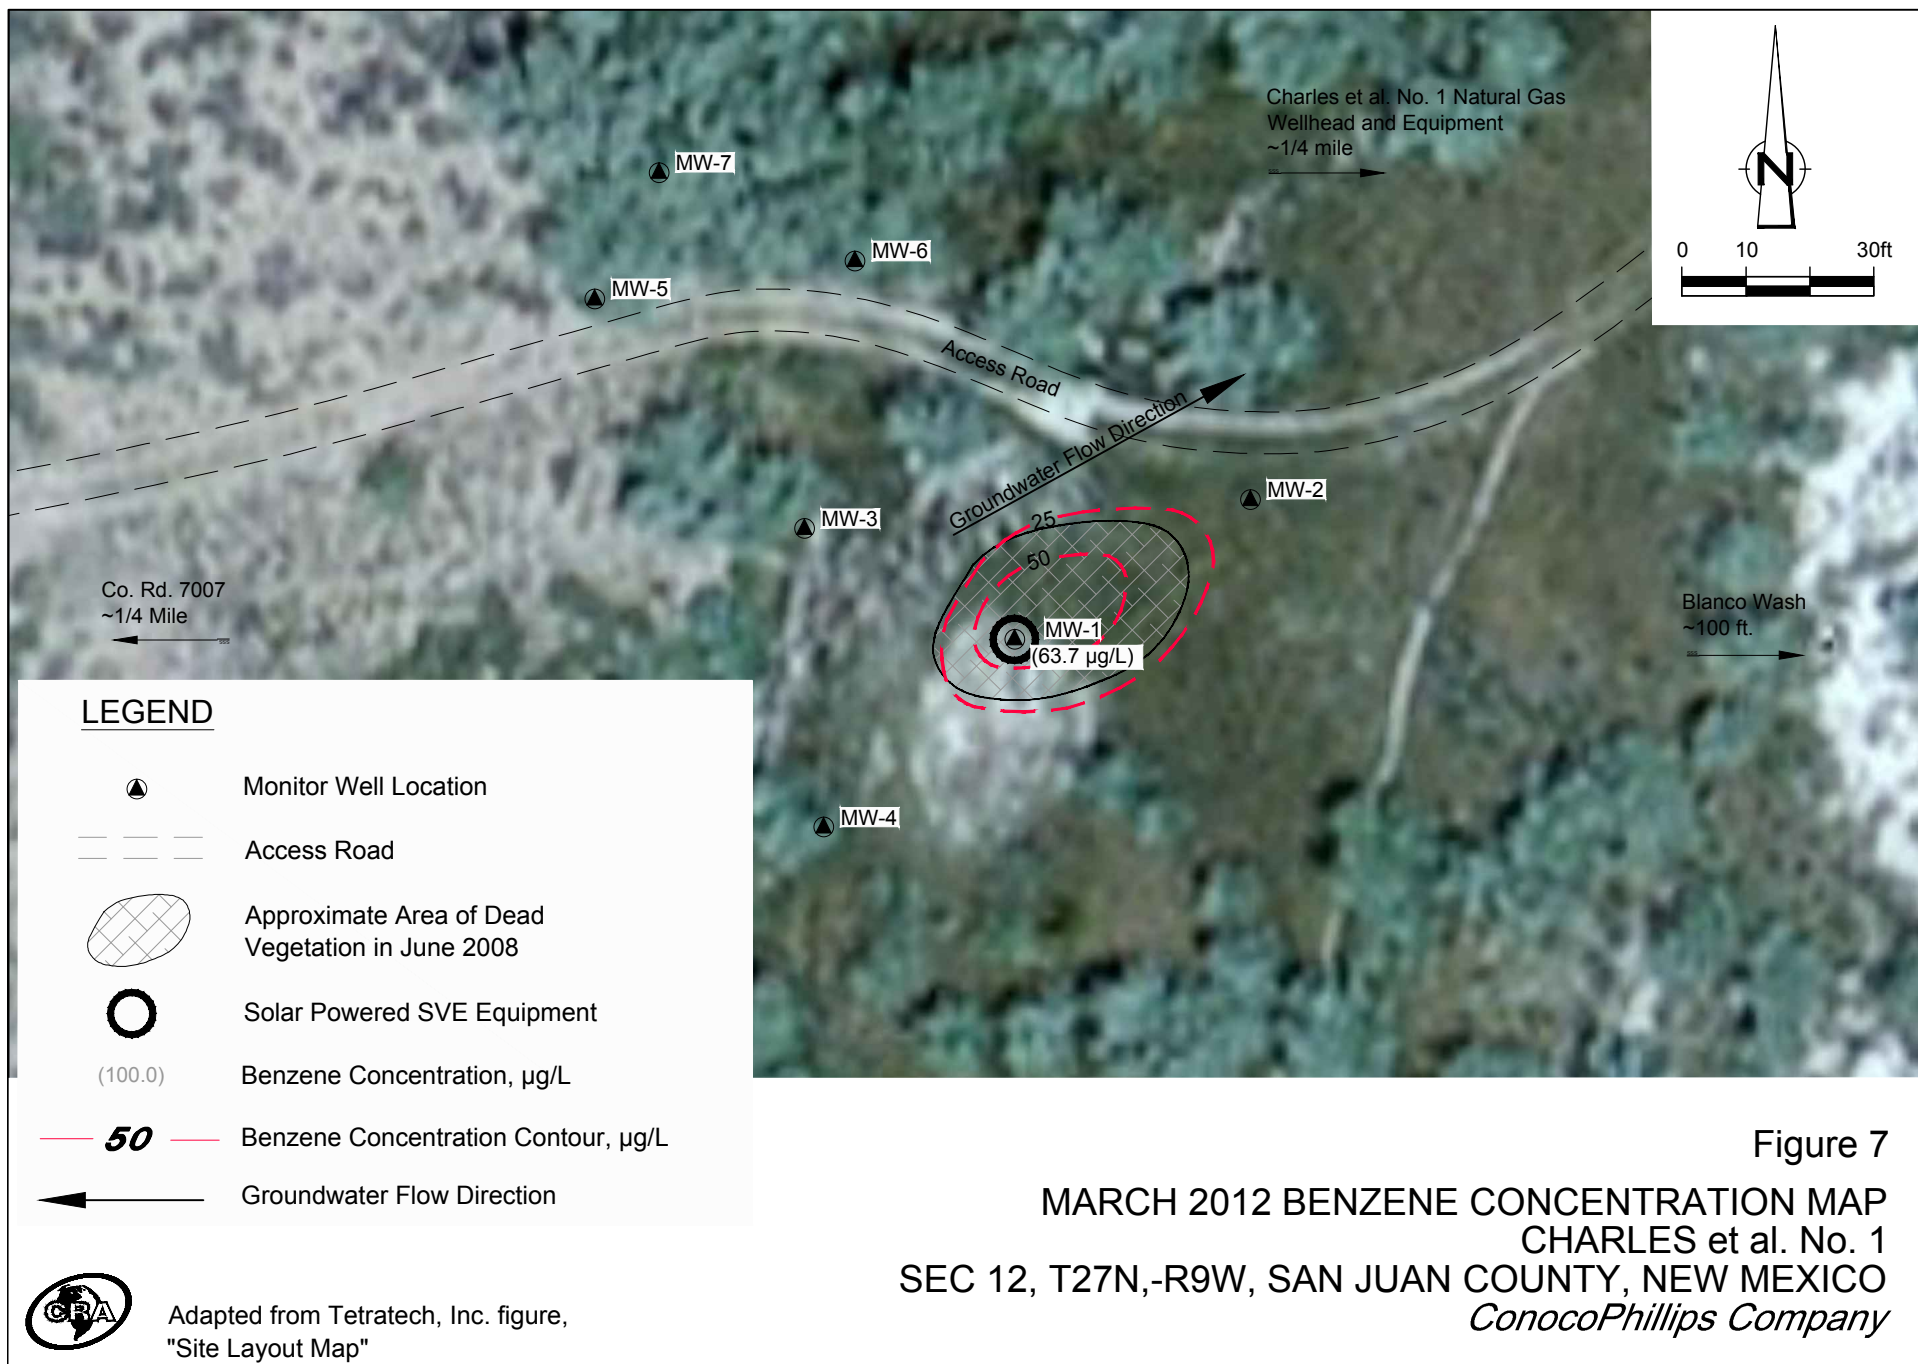 Charles et al. No. 1 Natural Gas
Wellhead and Equipment
~1/4 mile
N
0 10 30ft
MW-7
MW-6
MW-5
Access Road
Groundwater Flow Direction
MW-2
MW-3
25
50
Co. Rd. 7007
~1/4 Mile
MW-1
(63.7 µg/L)
Blanco Wash
~100 ft.
MW-4
LEGEND
Monitor Well Location
Access Road
Approximate Area of Dead
Vegetation in June 2008
Solar Powered SVE Equipment
(100.0) Benzene Concentration, µg/L
50 Benzene Concentration Contour, µg/L
Groundwater Flow Direction
Figure 7
MARCH 2012 BENZENE CONCENTRATION MAP
CHARLES et al. No. 1
SEC 12, T27N,-R9W, SAN JUAN COUNTY, NEW MEXICO
ConocoPhillips Company
CRA
Adapted from Tetratech, Inc. figure,
"Site Layout Map"